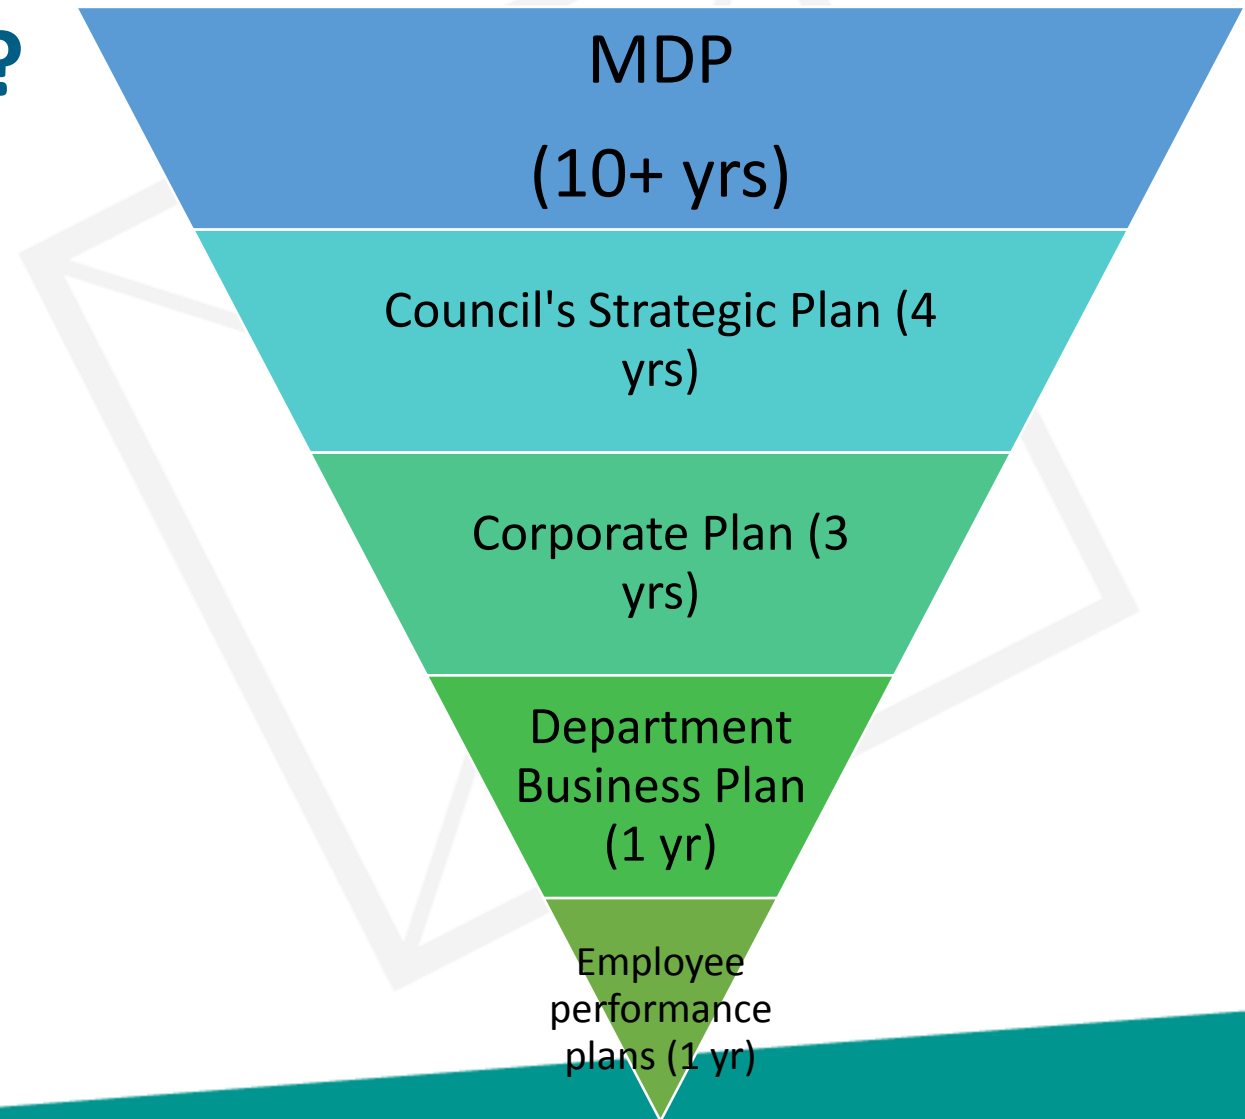 ?
MDP
(10+ yrs)
Council's Strategic Plan (4
yrs)
Corporate Plan (3
yrs)
Department
Business Plan
(1 yr)
Employee
performance
plans (1 yr)